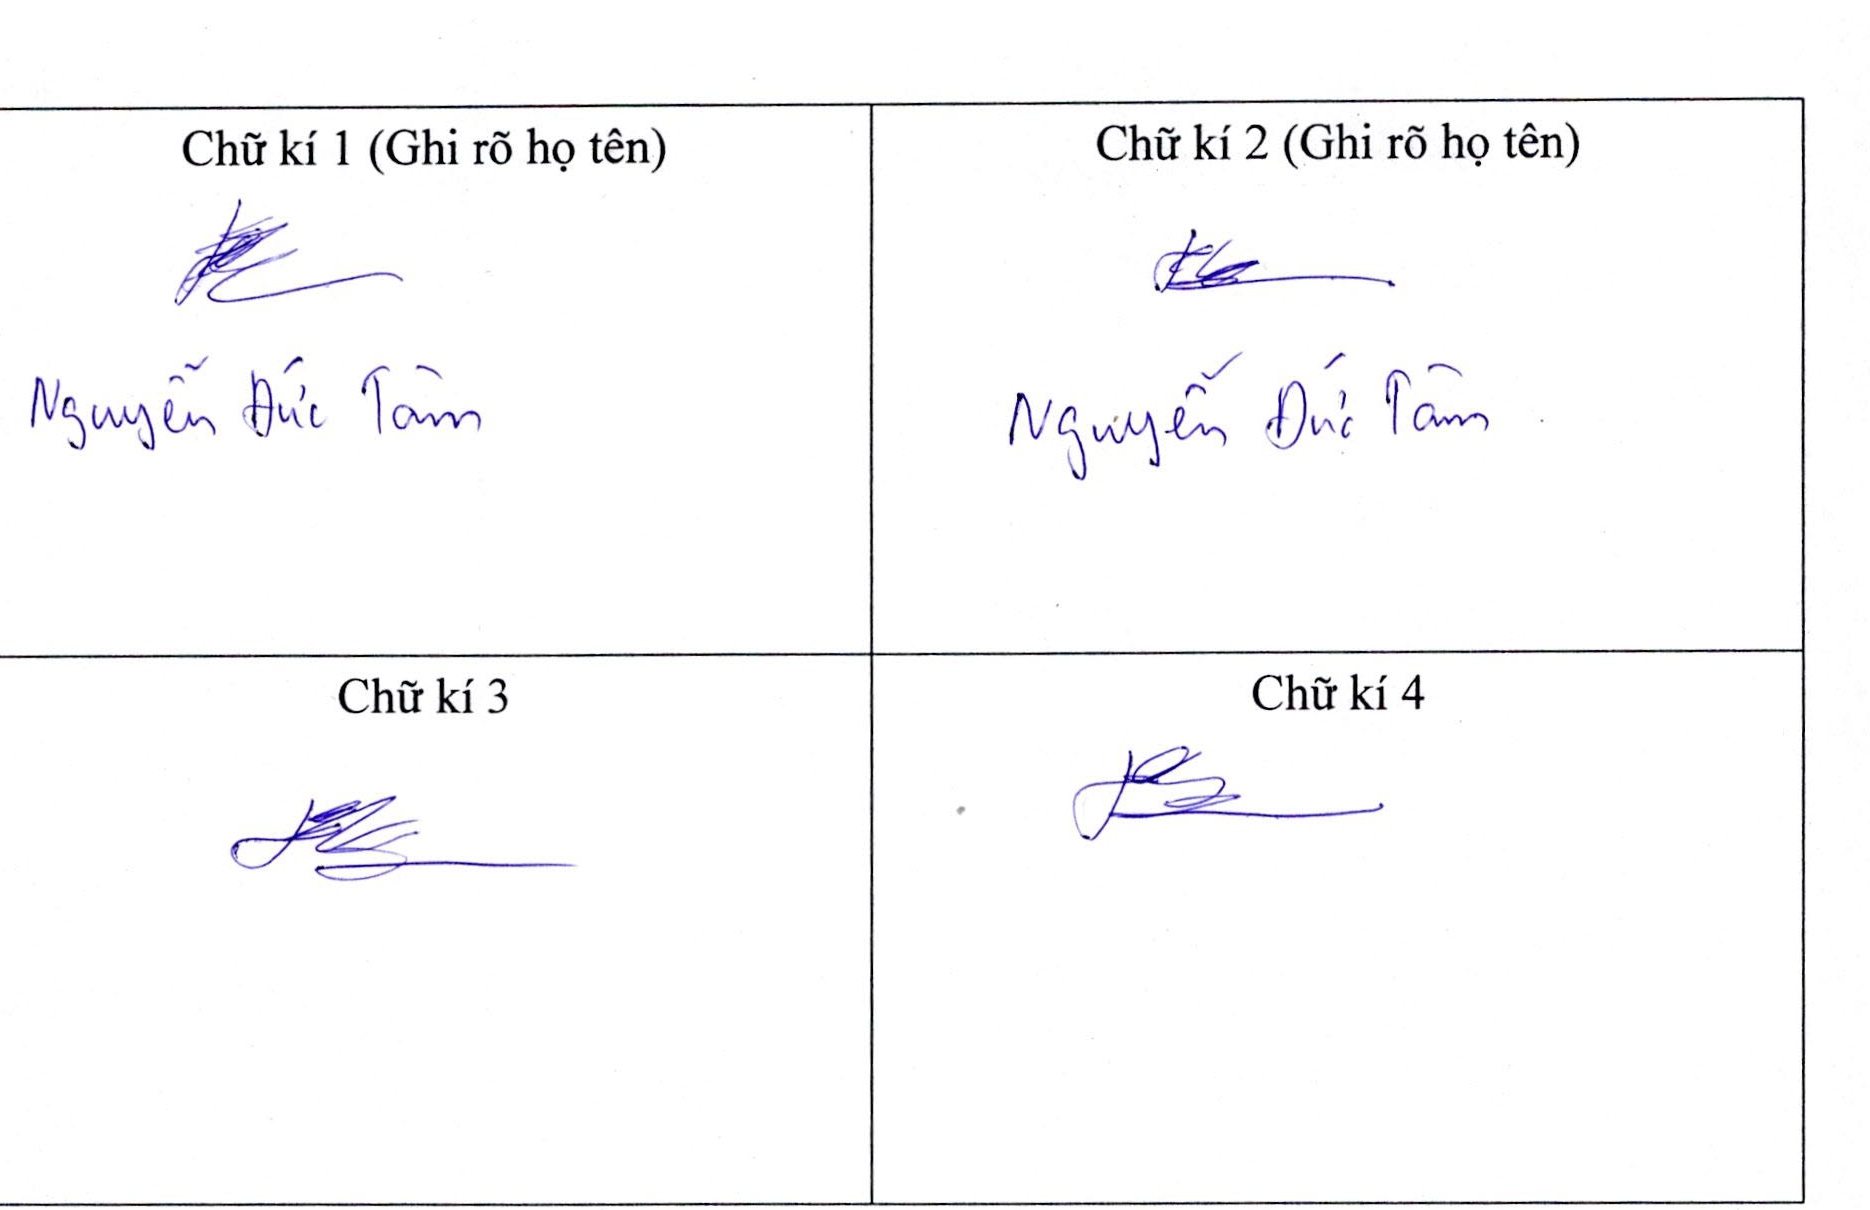 Chữ kí 1 (Ghi rõ họ tên)
Nguyễn Đức Tâm
Chữ kí 2 (Ghi rõ họ tên)
Nguyễn Đức Tâm
Chữ kí 3
Chữ kí 4